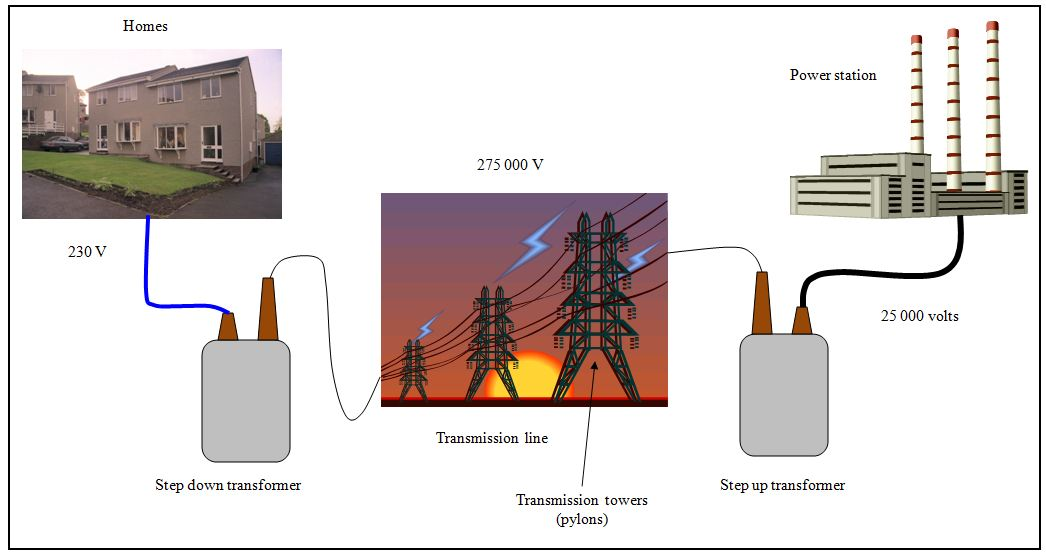 Homes
Power station
275 000 V
230 V
25 000 volts
Transmission line
Step down transformer
Step up transformer
Transmission towers
(pylons)